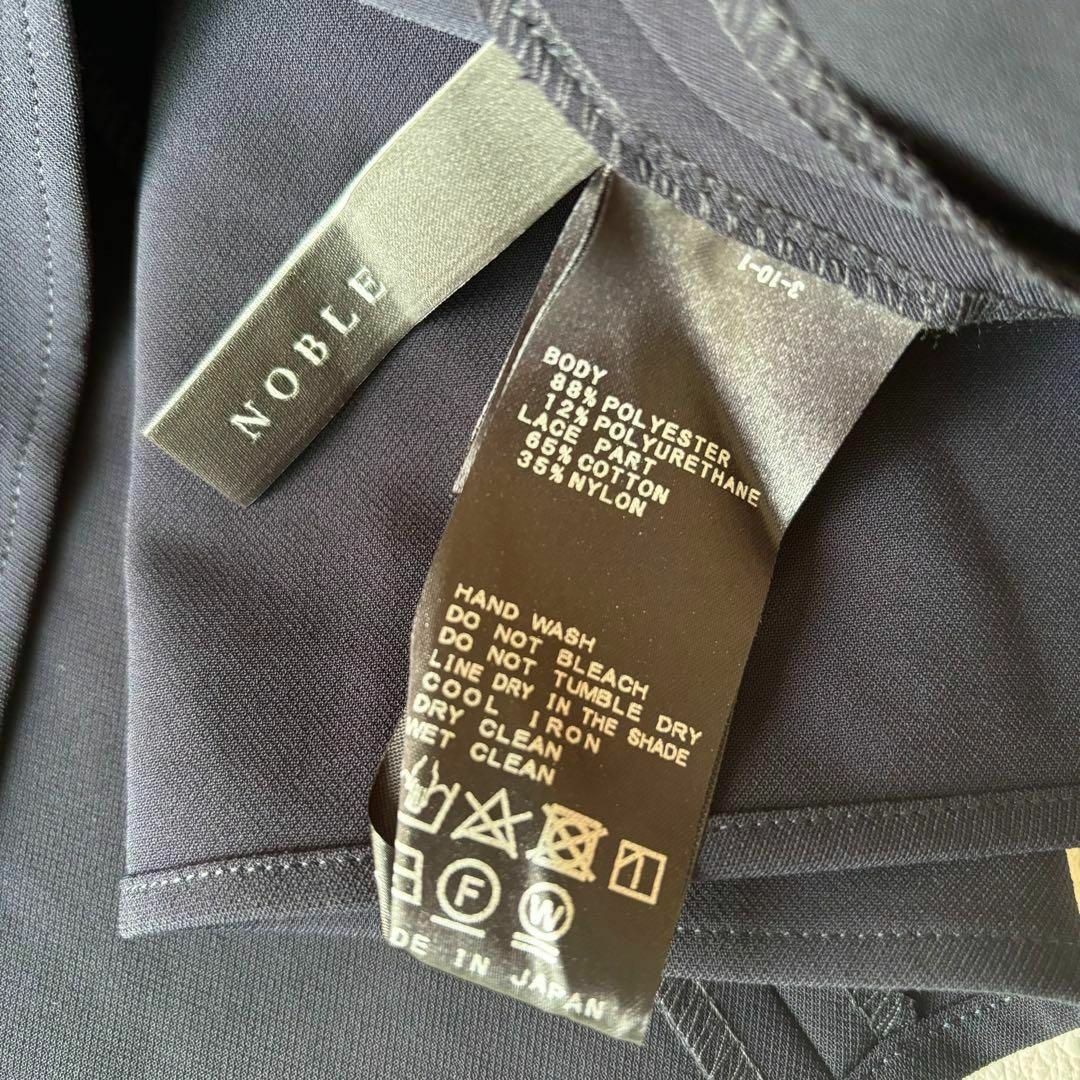 NOBLE
3-10-1
BODY
88% POLYESTER
12% POLYURETHANE
LACE PART
65% COTTON
35% NYLON
HAND WASH
DO NOT BLEACH
DO NOT TUMBLE DRY
LINE DRY IN THE SHADE
COOL IRON
DRY CLEAN
WET CLEAN
F
W
DE IN JAPAN